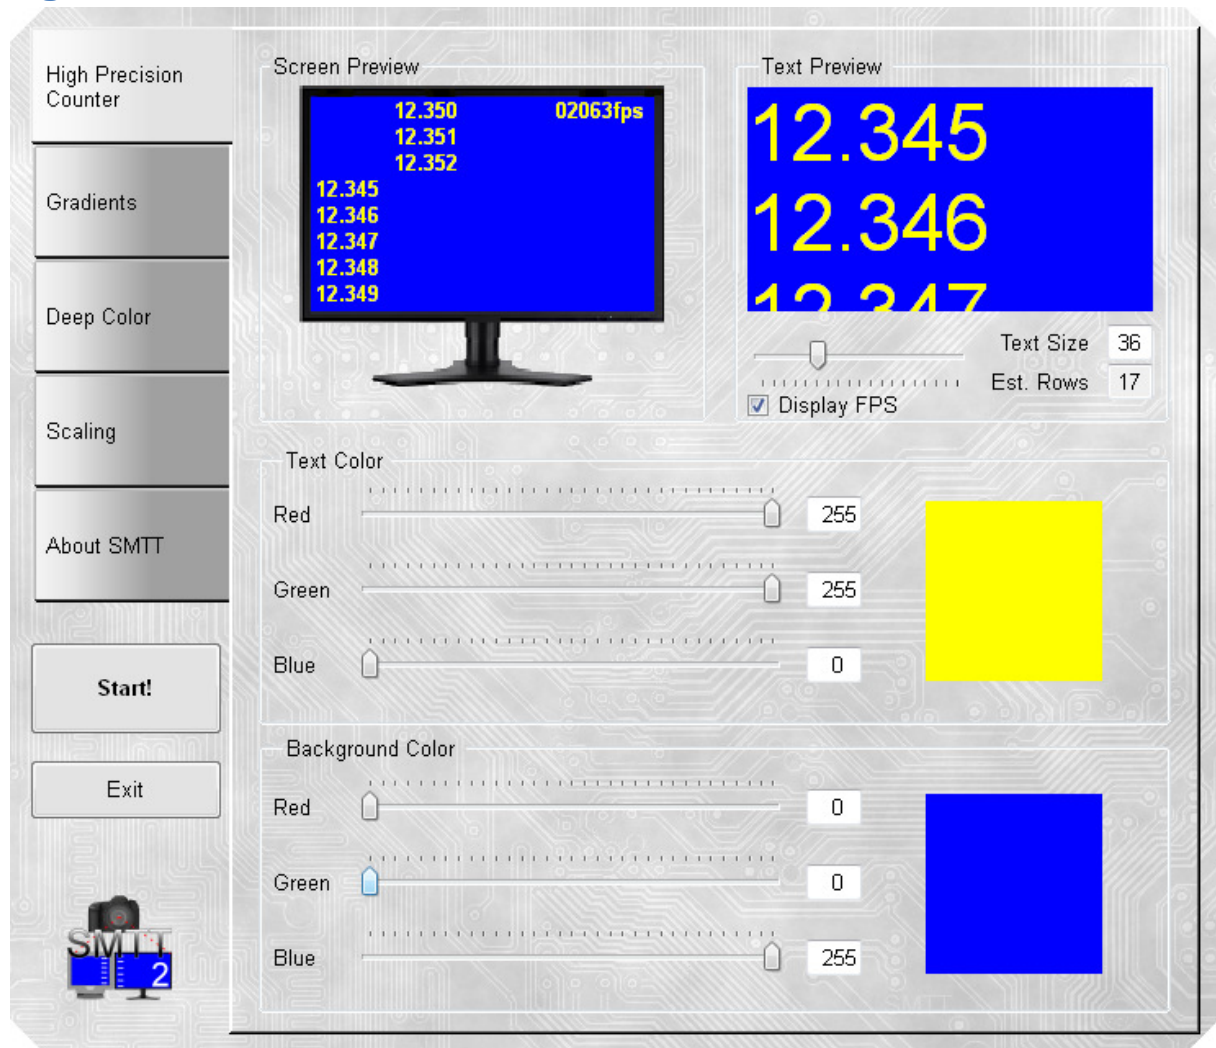 High Precision
Counter
Gradients
Deep Color
Scaling
About SMTT
Start!
Exit
SMTT
2
Screen Preview
12.350 02063fps
12.351
12.352
12.345
12.346
12.347
12.348
12.349
Text Preview
12.345
12.346
12.347
Text Size 36
Est. Rows 17
Display FPS
Text Color
Red 255
Green 255
Blue 0
Background Color
Red 0
Green 0
Blue 255